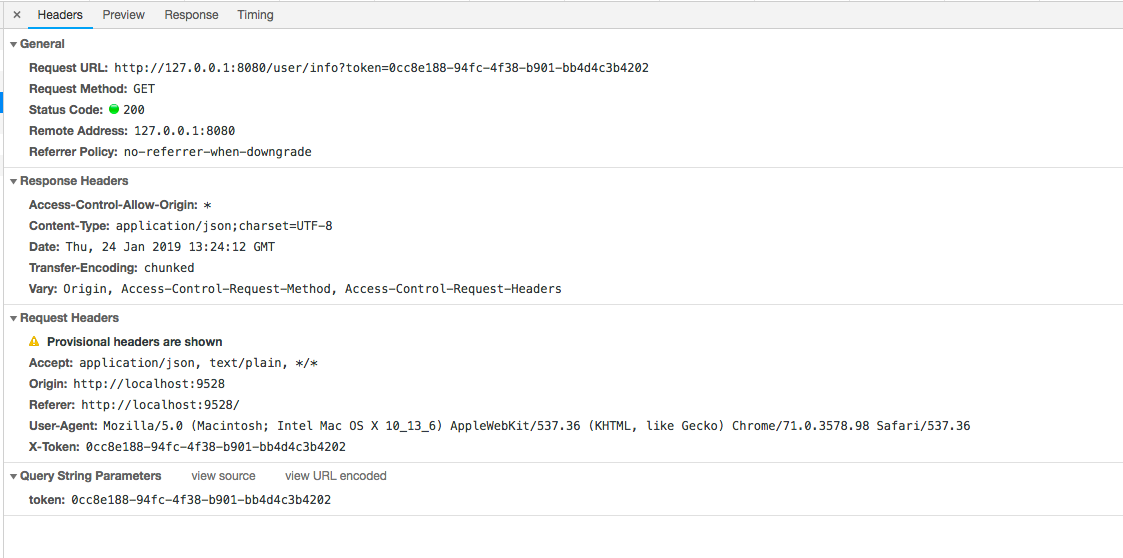 × Headers Preview Response Timing
General
Request URL: http://127.0.0.1:8080/user/info?token=0cc8e188-94fc-4f38-b901-bb4d4c3b4202
Request Method: GET
Status Code: 200
Remote Address: 127.0.0.1:8080
Referrer Policy: no-referrer-when-downgrade
Response Headers
Access-Control-Allow-Origin: *
Content-Type: application/json;charset=UTF-8
Date: Thu, 24 Jan 2019 13:24:12 GMT
Transfer-Encoding: chunked
Vary: Origin, Access-Control-Request-Method, Access-Control-Request-Headers
Request Headers
Provisional headers are shown
Accept: application/json, text/plain, */*
Origin: http://localhost:9528
Referer: http://localhost:9528/
User-Agent: Mozilla/5.0 (Macintosh; Intel Mac OS X 10_13_6) AppleWebKit/537.36 (KHTML, like Gecko) Chrome/71.0.3578.98 Safari/537.36
X-Token: 0cc8e188-94fc-4f38-b901-bb4d4c3b4202
Query String Parameters view source view URL encoded
token: 0cc8e188-94fc-4f38-b901-bb4d4c3b4202